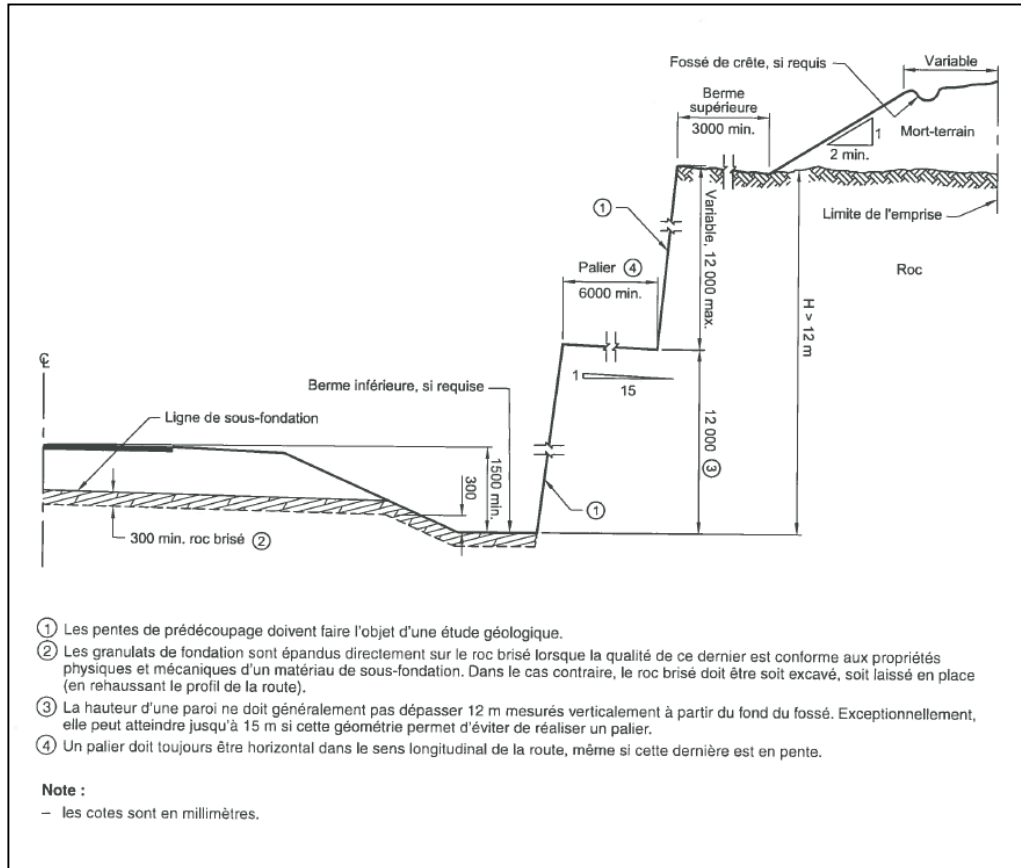 Fossé de crête, si requis
Variable
Berme
supérieure
3000 min.
1
2 min.
Mort-terrain
Limite de l'emprise
Roc
①
Variable, 12 000 max.
Palier ④
6000 min.
H > 12 m
1
15
12 000 ③
℄
Berme inférieure, si requise
Ligne de sous-fondation
300
1500 min.
①
300 min. roc brisé ②
① Les pentes de prédécoupage doivent faire l'objet d'une étude géologique.
② Les granulats de fondation sont épandus directement sur le roc brisé lorsque la qualité de ce dernier est conforme aux propriétés
physiques et mécaniques d'un matériau de sous-fondation. Dans le cas contraire, le roc brisé doit être soit excavé, soit laissé en place
(en rehaussant le profil de la route).
③ La hauteur d'une paroi ne doit généralement pas dépasser 12 m mesurés verticalement à partir du fond du fossé. Exceptionnellement,
elle peut atteindre jusqu'à 15 m si cette géométrie permet d'éviter de réaliser un palier.
④ Un palier doit toujours être horizontal dans le sens longitudinal de la route, même si cette dernière est en pente.
Note :
– les cotes sont en millimètres.